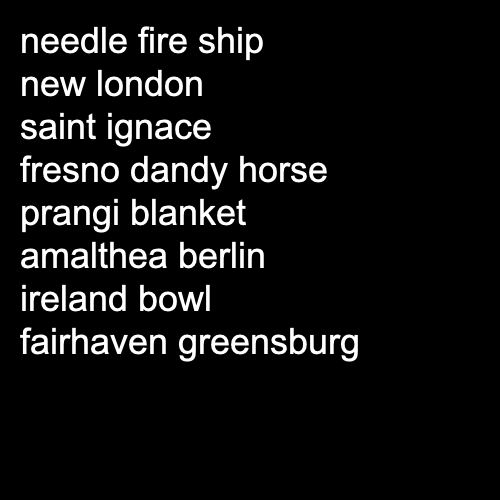 needle fire ship
new london
saint ignace
fresno dandy horse
prangi blanket
amalthea berlin
ireland bowl
fairhaven greensburg